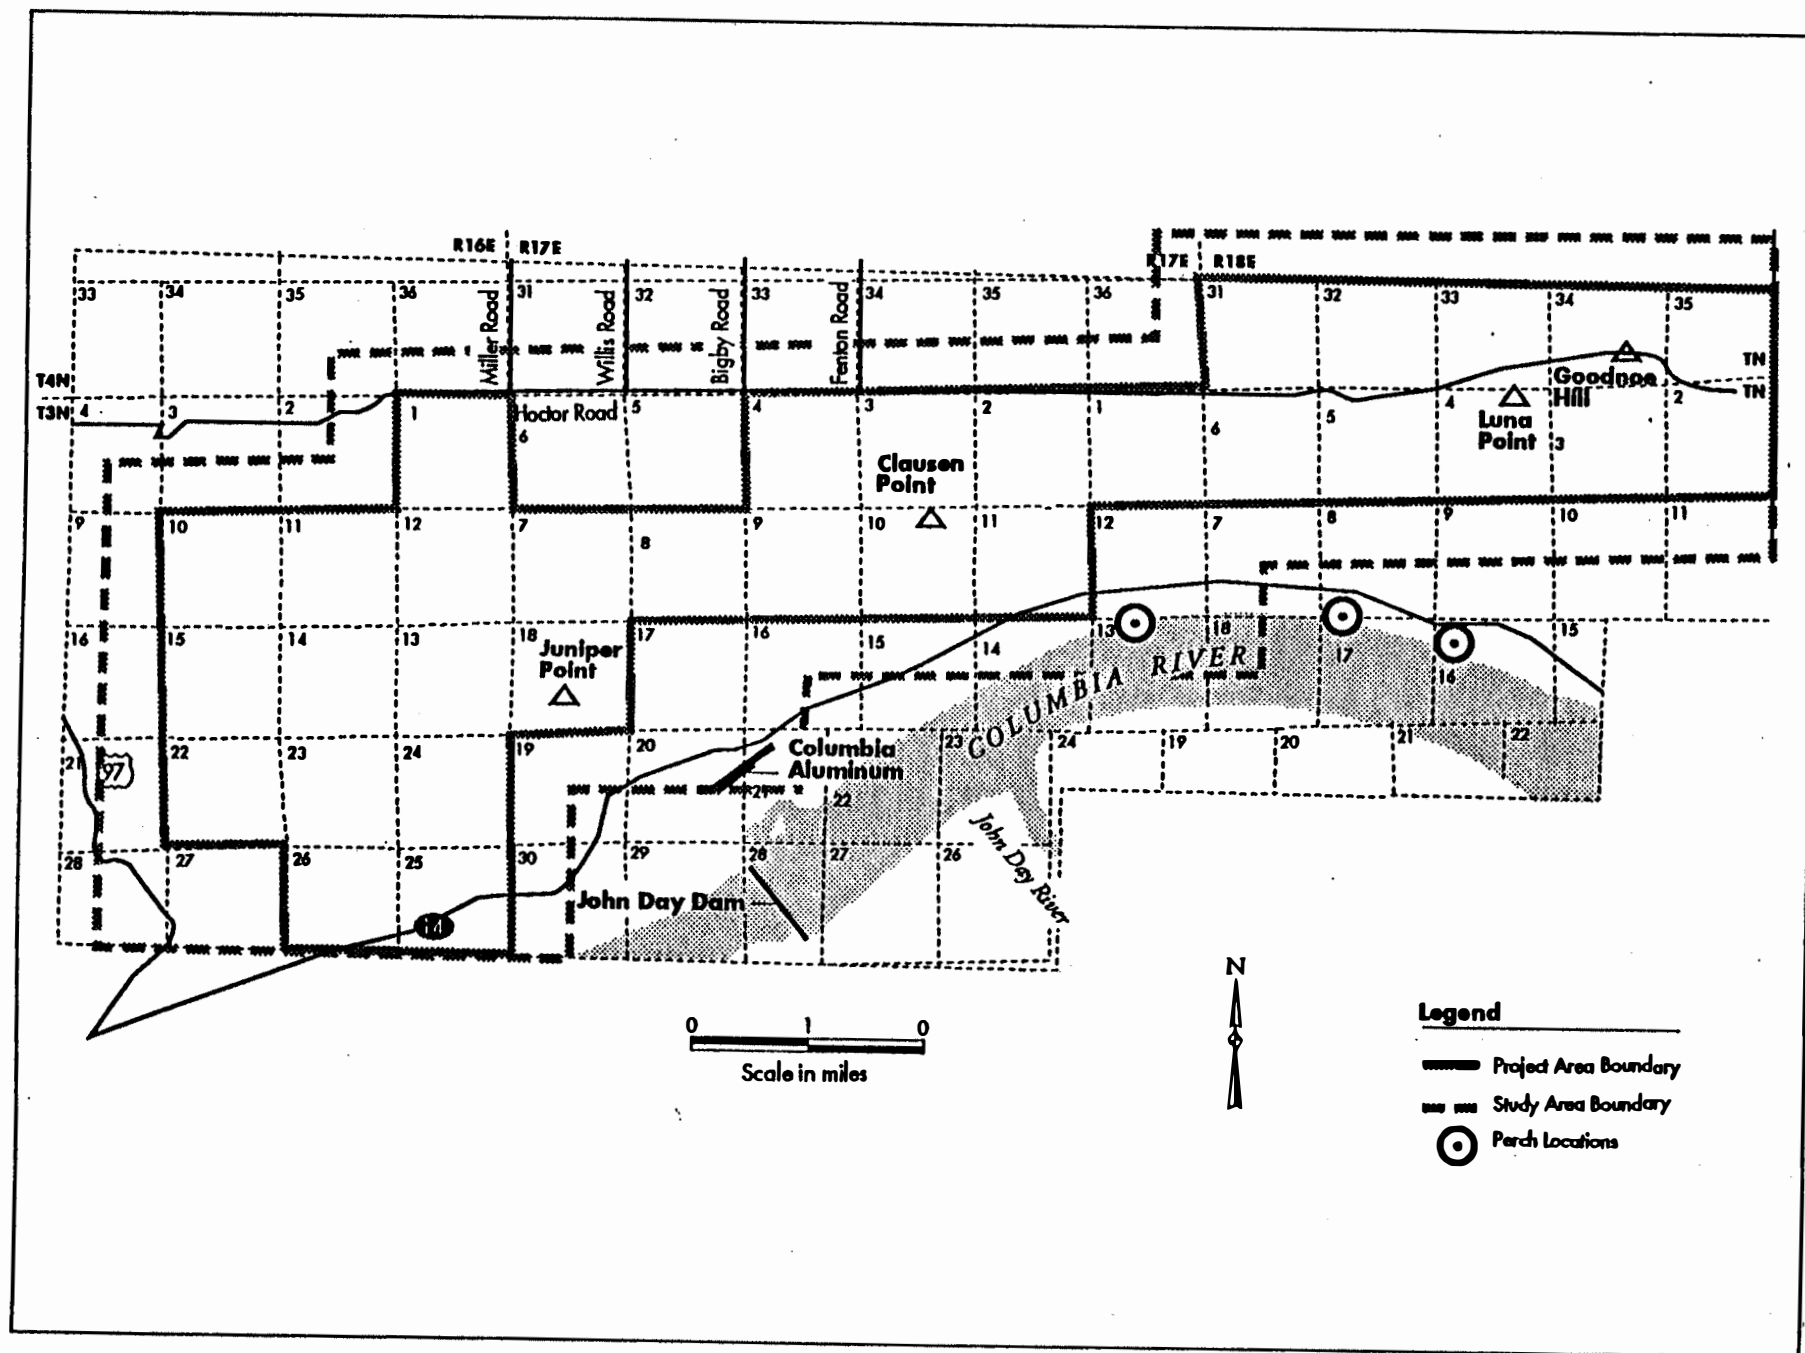 R16E R17E
R17E R18E
33 34 35 36 31 32 33 34 35 36 31 32 33 34 35
Miller Road
Willis Road
Bigby Road
Fenton Road
T4N
TN
T3N
TN
4 3 2 1
Hoctor Road
6 5 4 3 2 1 6 5 4 3 2
Goodnoe
Hill
Luna
Point
Clausen
Point
9 10 11 12 7 8 9 10 11 12 7 8 9 10 11
16 15 14 13 18 17 16 15 14 13 18 17 16 15
Juniper
Point
COLUMBIA RIVER
21 22 23 24 19 20 21 22 23 24 19 20 21 22
97
Columbia
Aluminum
John Day River
28 27 26 25 30 29 28 27 26
John Day Dam
14
0 1 0
Scale in miles
N
Legend
Project Area Boundary
Study Area Boundary
Perch Locations